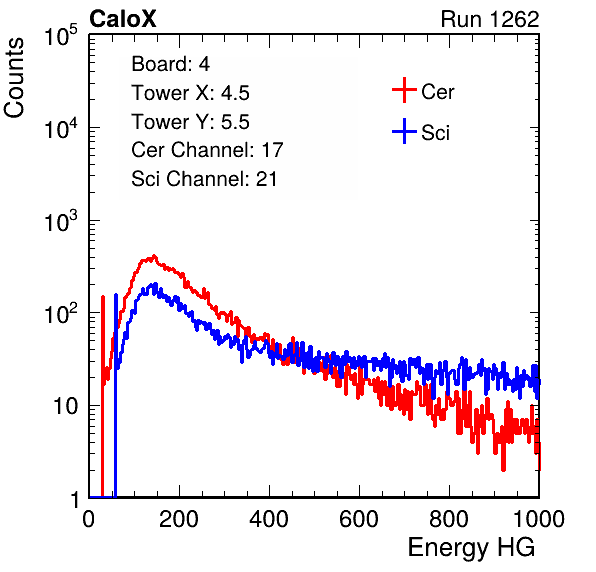 CaloX Run 1262
Counts
10^5
10^4
10^3
10^2
10
1
Board: 4
Tower X: 4.5
Tower Y: 5.5
Cer Channel: 17
Sci Channel: 21
Cer
Sci
0 200 400 600 800 1000
Energy HG